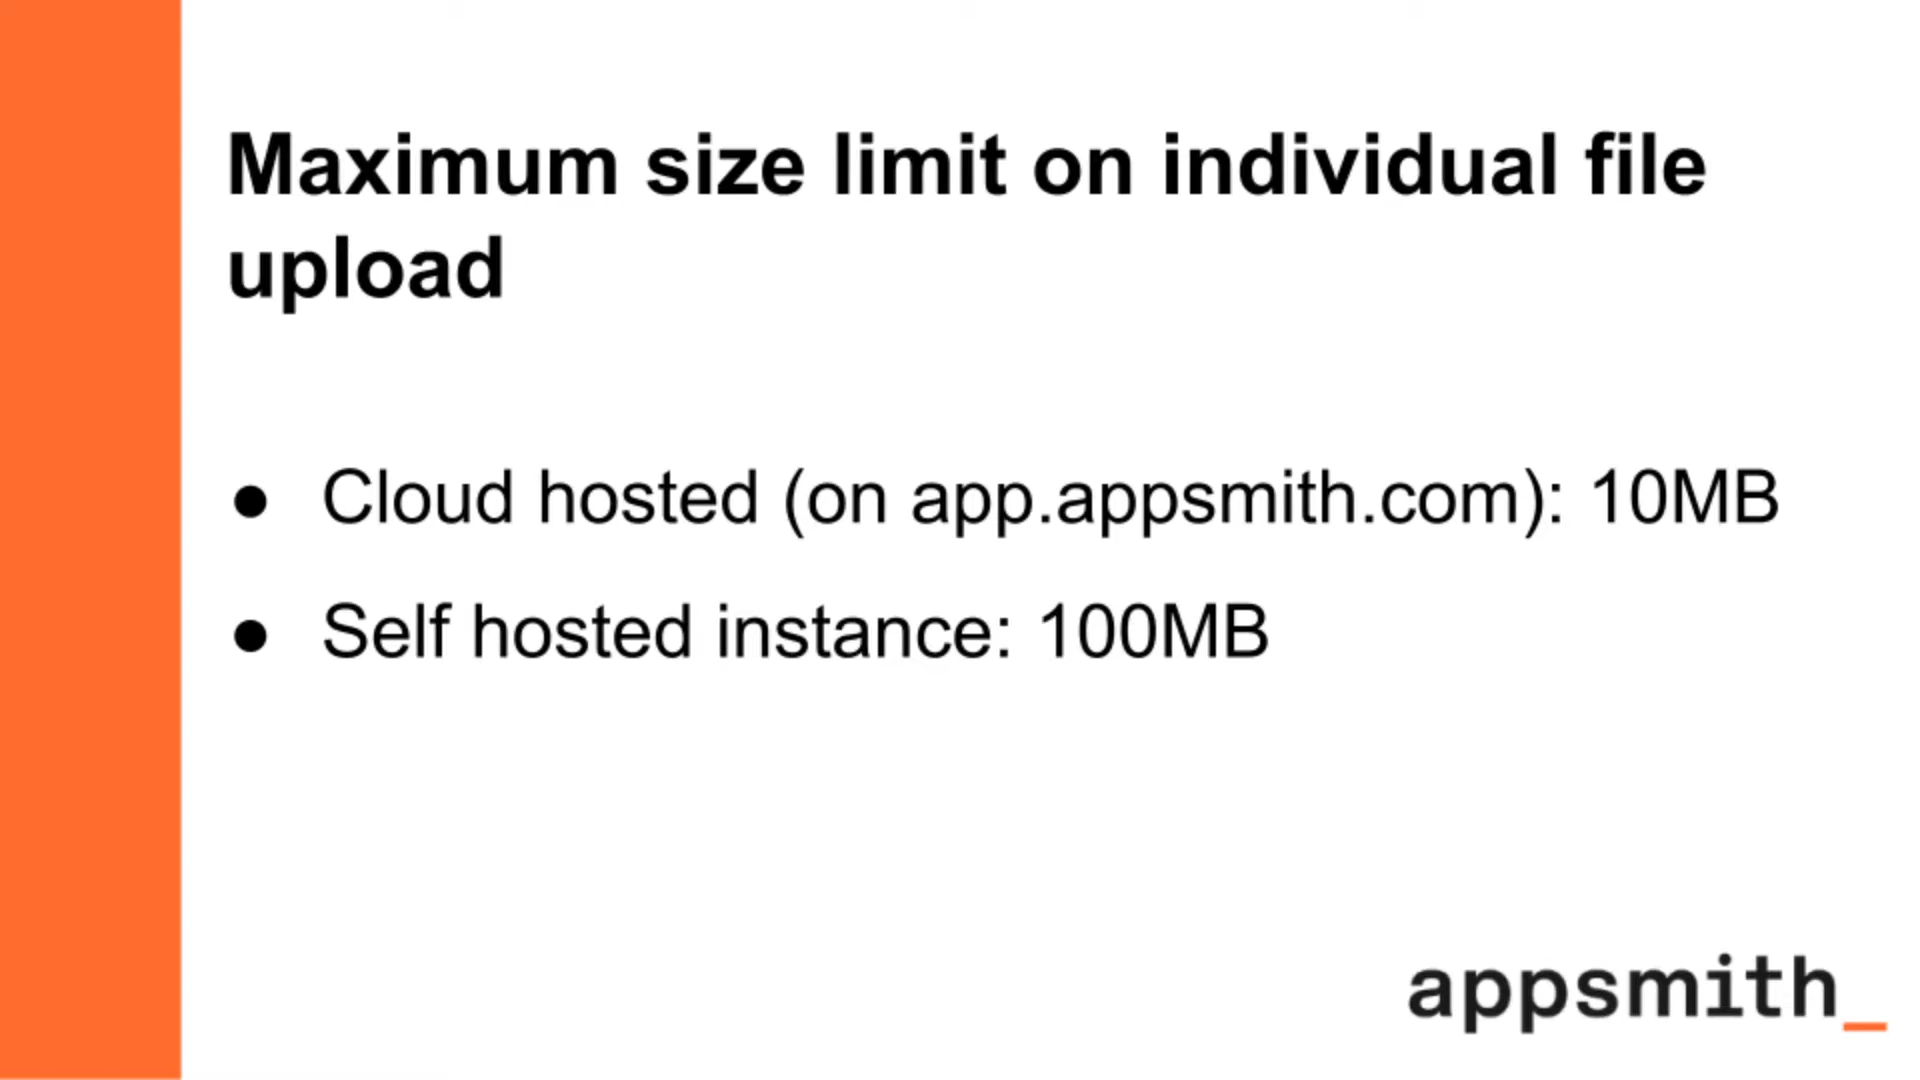 Maximum size limit on individual file
upload
● Cloud hosted (on app.appsmith.com): 10MB
● Self hosted instance: 100MB
appsmith_